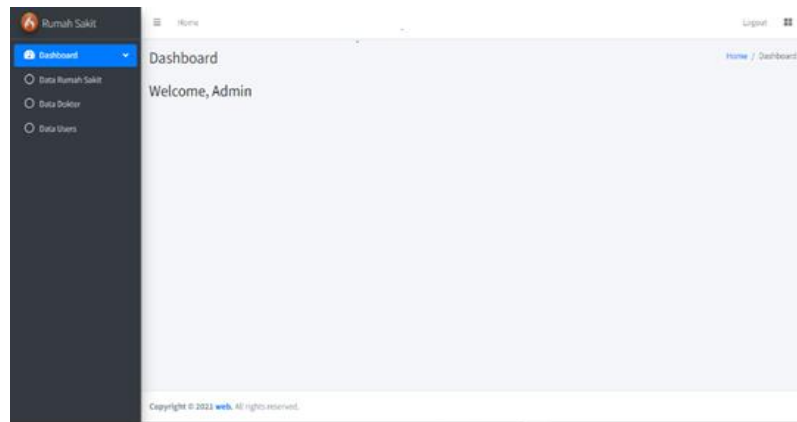 Rumah Sakit
Home
Logout
Dashboard
Data Rumah Sakit
Data Dokter
Data Users
Dashboard
Home / Dashboard
Welcome, Admin
Copyright © 2021 web. All rights reserved.